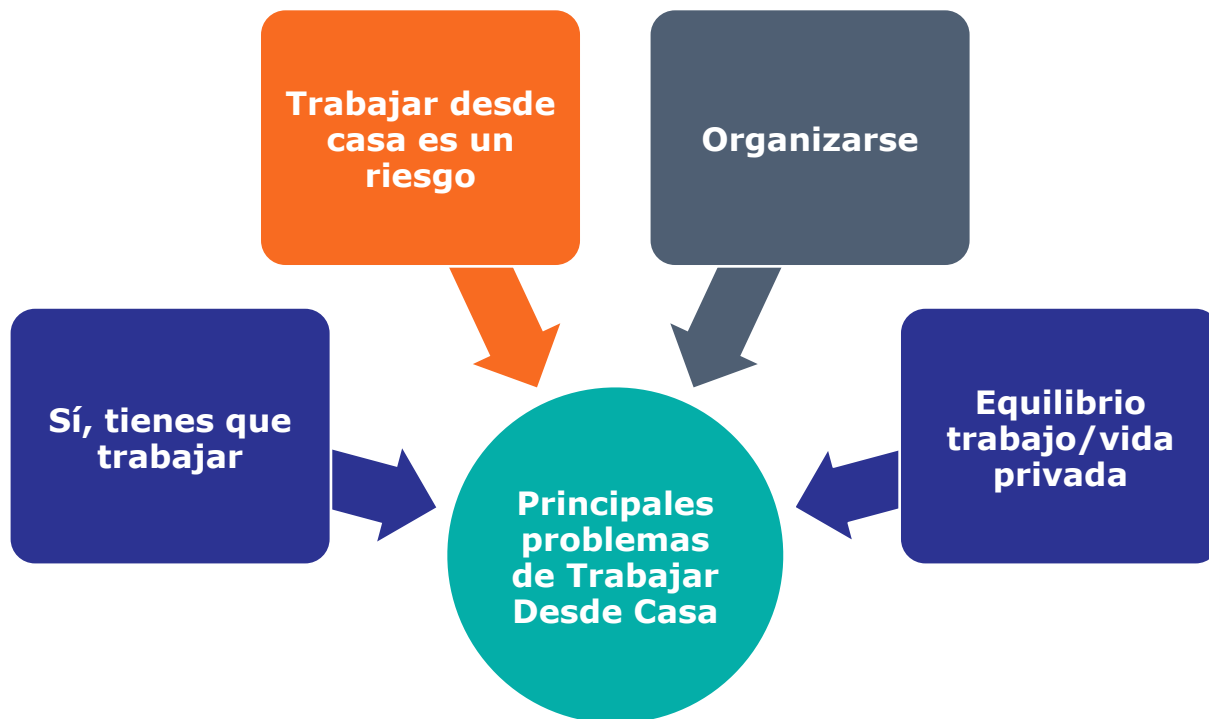 Trabajar desde
casa es un
riesgo
Organizarse
Sí, tienes que
trabajar
Equilibrio
trabajo/vida
privada
Principales
problemas
de Trabajar
Desde Casa